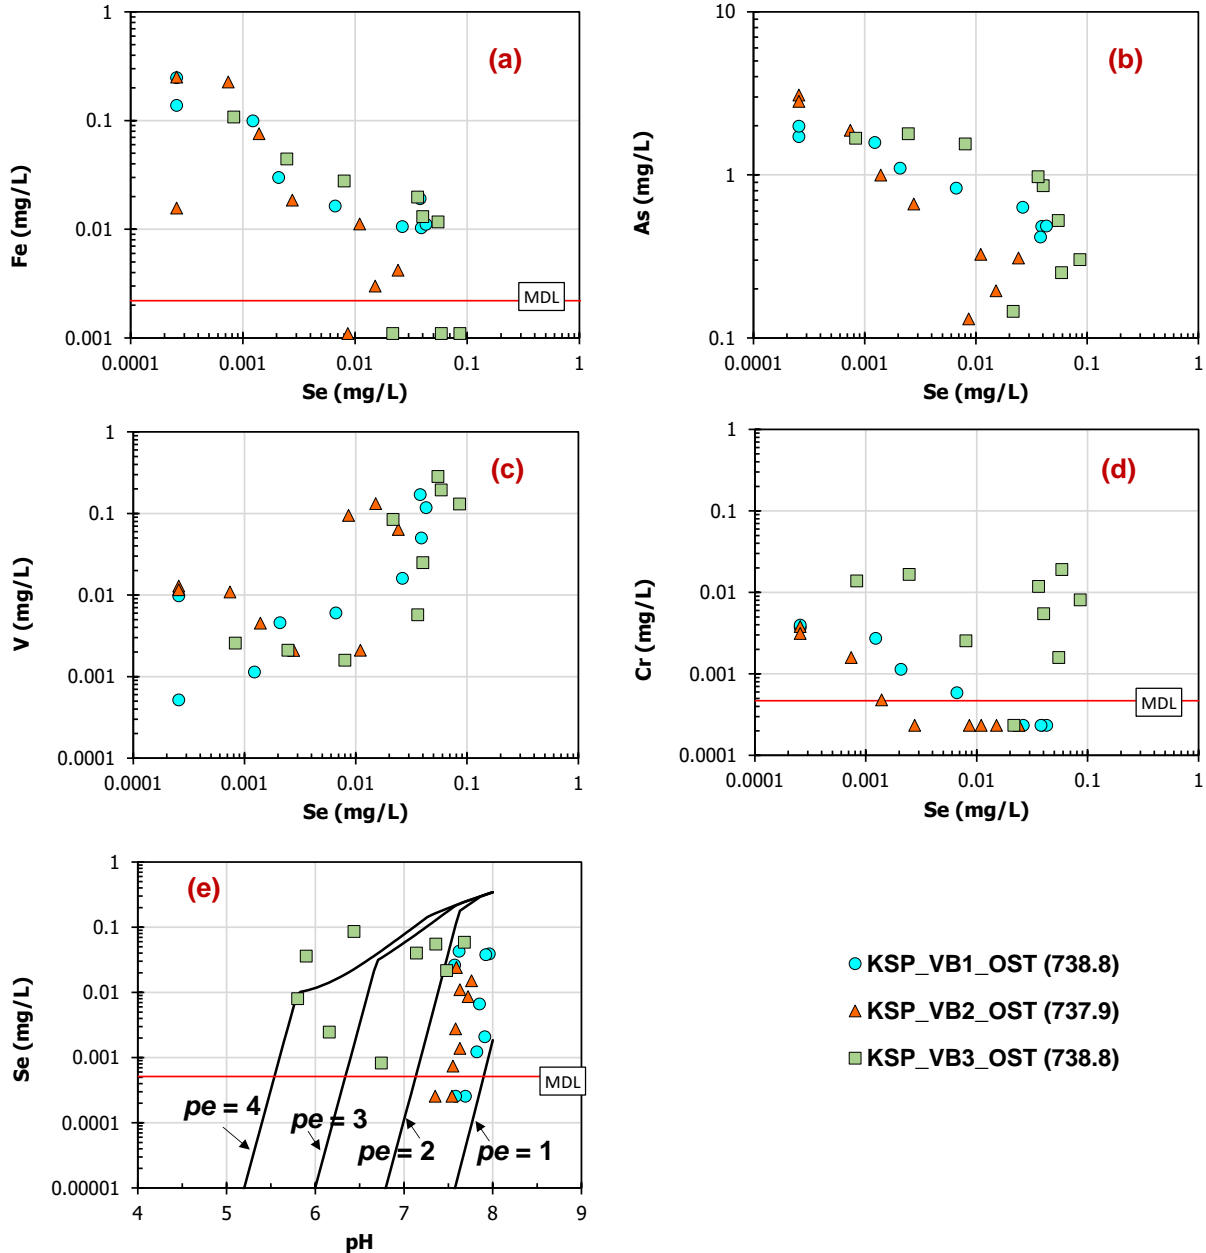 1
0.1
0.01
0.001
0.0001 0.001 0.01 0.1 1
Fe (mg/L)
Se (mg/L)
(a)
MDL
10
1
0.1
0.0001 0.001 0.01 0.1 1
As (mg/L)
Se (mg/L)
(b)
1
0.1
0.01
0.001
0.0001
0.0001 0.001 0.01 0.1 1
V (mg/L)
Se (mg/L)
(c)
1
0.1
0.01
0.001
0.0001
0.0001 0.001 0.01 0.1 1
Cr (mg/L)
Se (mg/L)
(d)
MDL
1
0.1
0.01
0.001
0.0001
0.00001
4 5 6 7 8 9
Se (mg/L)
pH
(e)
MDL
pe = 4
pe = 3
pe = 2
pe = 1
KSP_VB1_OST (738.8)
KSP_VB2_OST (737.9)
KSP_VB3_OST (738.8)